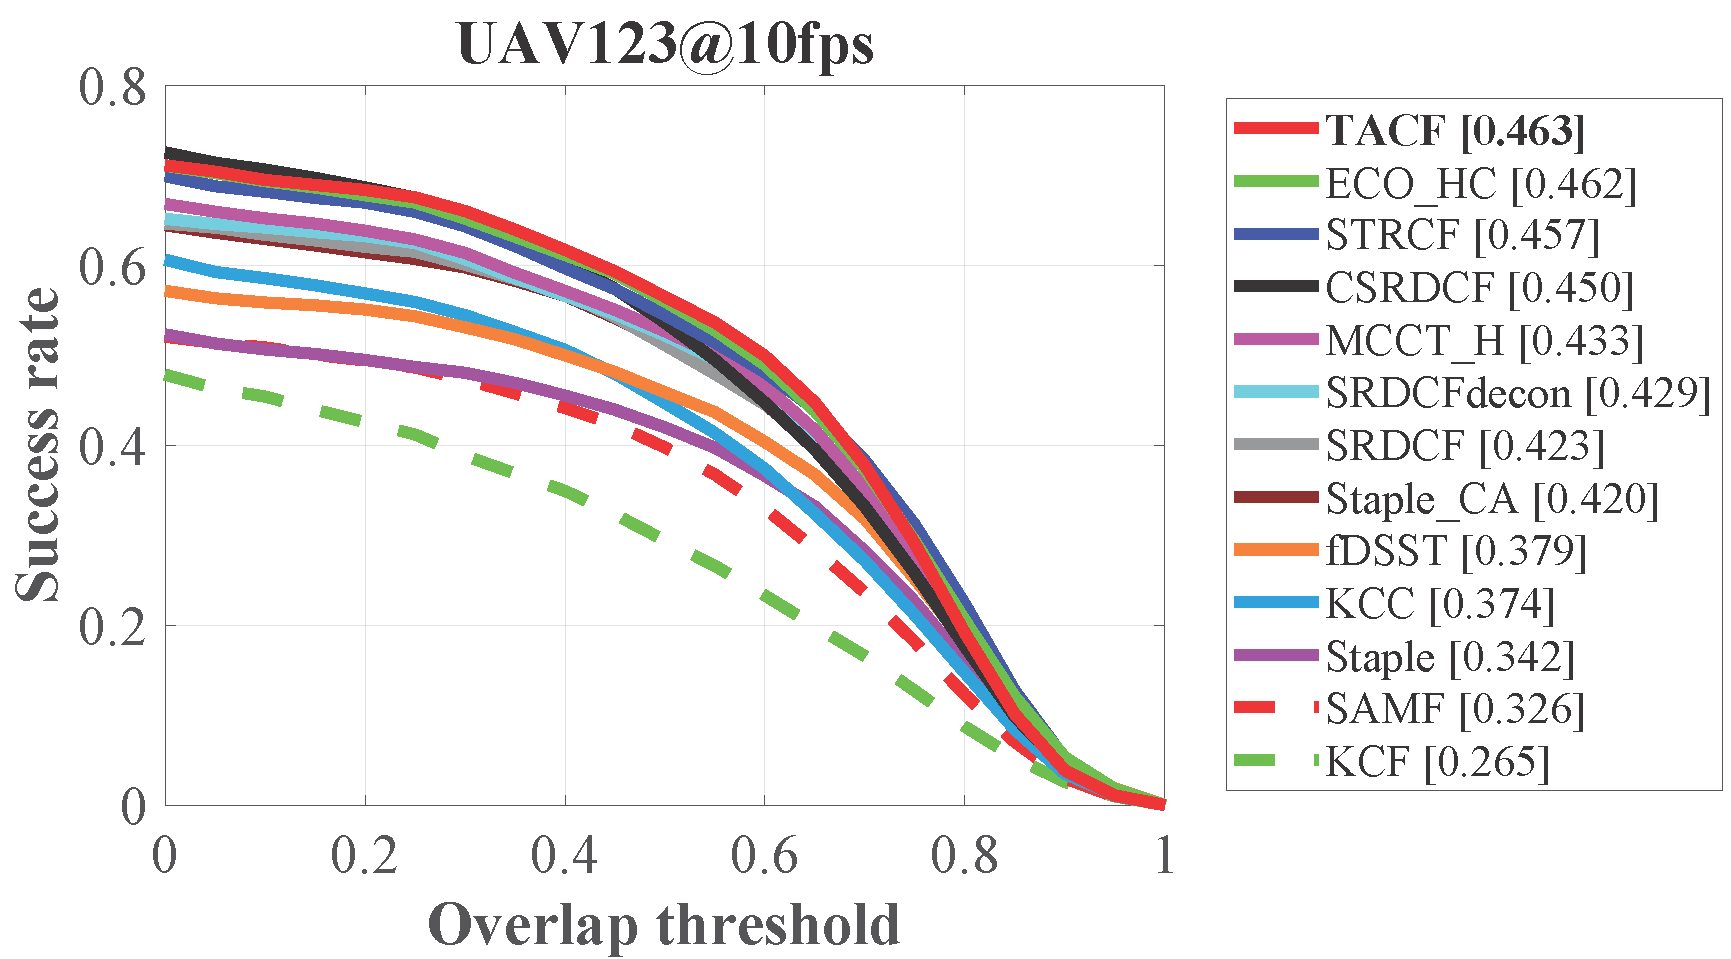 UAV123@10fps
Success rate
0.8
0.6
0.4
0.2
0
0 0.2 0.4 0.6 0.8 1
Overlap threshold
TACF [0.463]
ECO_HC [0.462]
STRCF [0.457]
CSRDCF [0.450]
MCCT_H [0.433]
SRDCFdecon [0.429]
SRDCF [0.423]
Staple_CA [0.420]
fDSST [0.379]
KCC [0.374]
Staple [0.342]
SAMF [0.326]
KCF [0.265]